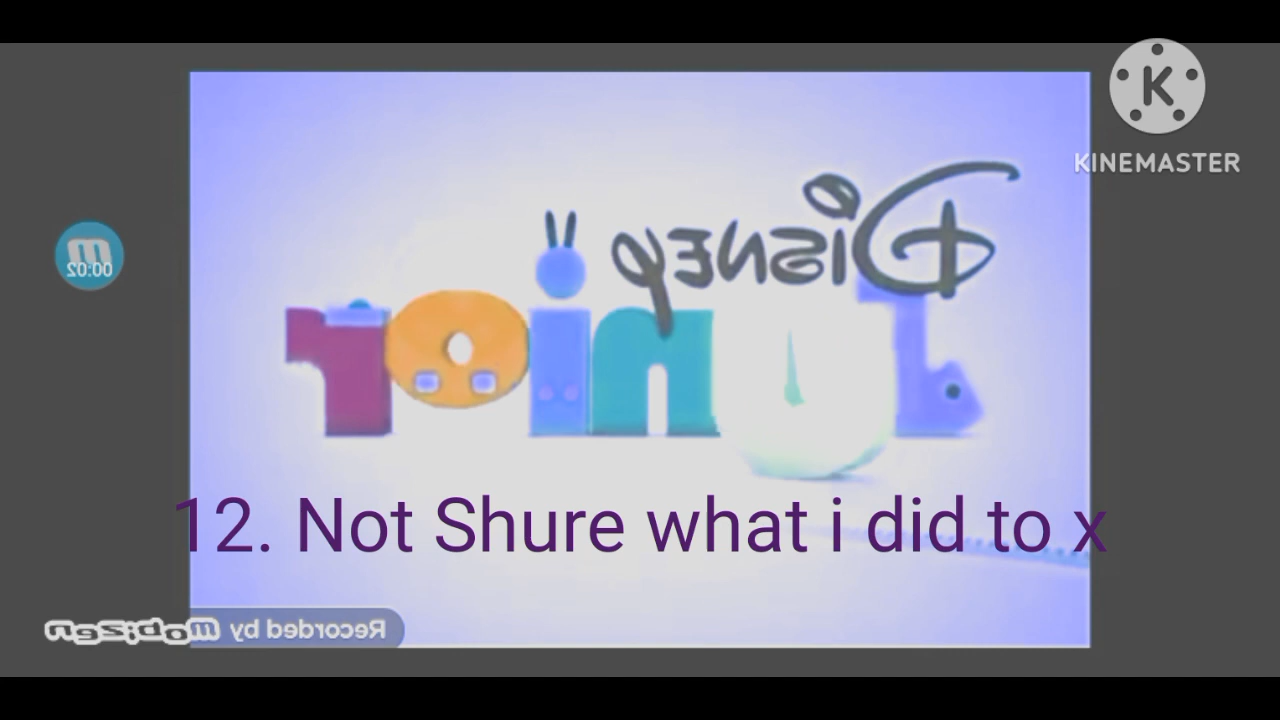 K
KINEMASTER
Disney
Junior
m
00:02
12. Not Shure what i did to x
mobizen
Recorded by